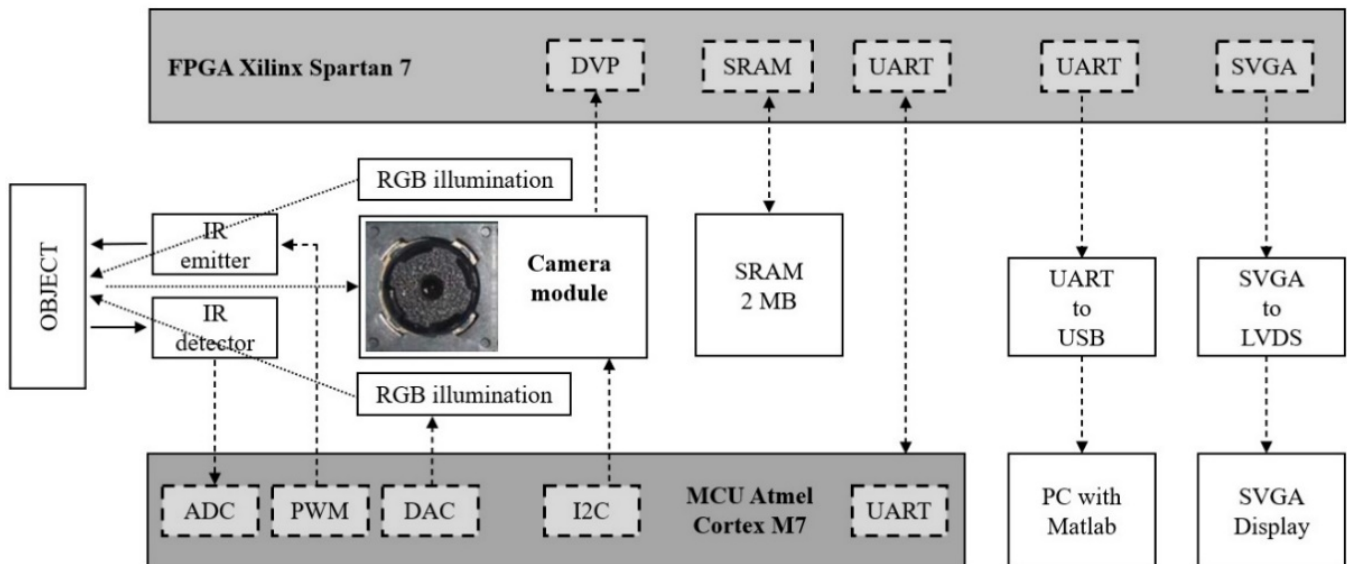 FPGA Xilinx Spartan 7
DVP
SRAM
UART
UART
SVGA
RGB illumination
OBJECT
IR
emitter
IR
detector
Camera
module
SRAM
2 MB
UART
to
USB
SVGA
to
LVDS
RGB illumination
ADC
PWM
DAC
I2C
MCU Atmel
Cortex M7
UART
PC with
Matlab
SVGA
Display